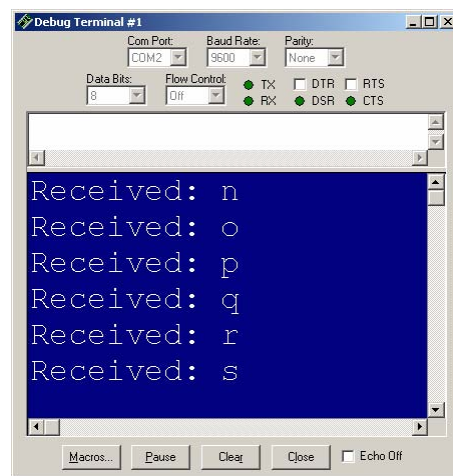 Debug Terminal #1
Com Port: Baud Rate: Parity:
COM2 9600 None
Data Bits: Flow Control: TX DTR RTS
8 Off RX DSR CTS
Received: n
Received: o
Received: p
Received: q
Received: r
Received: s
Macros... Pause Clear Close Echo Off